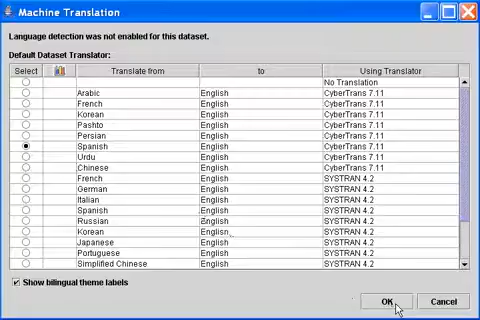 Machine Translation
Language detection was not enabled for this dataset.
Default Dataset Translator:
Select Translate from to Using Translator
No Translation
Arabic English CyberTrans 7.11
French English CyberTrans 7.11
Korean English CyberTrans 7.11
Pashto English CyberTrans 7.11
Persian English CyberTrans 7.11
Spanish English CyberTrans 7.11
Urdu English CyberTrans 7.11
Chinese English CyberTrans 7.11
French English SYSTRAN 4.2
German English SYSTRAN 4.2
Italian English SYSTRAN 4.2
Spanish English SYSTRAN 4.2
Russian English SYSTRAN 4.2
Korean English SYSTRAN 4.2
Japanese English SYSTRAN 4.2
Portuguese English SYSTRAN 4.2
Simplified Chinese English SYSTRAN 4.2
Show bilingual theme labels
OK Cancel